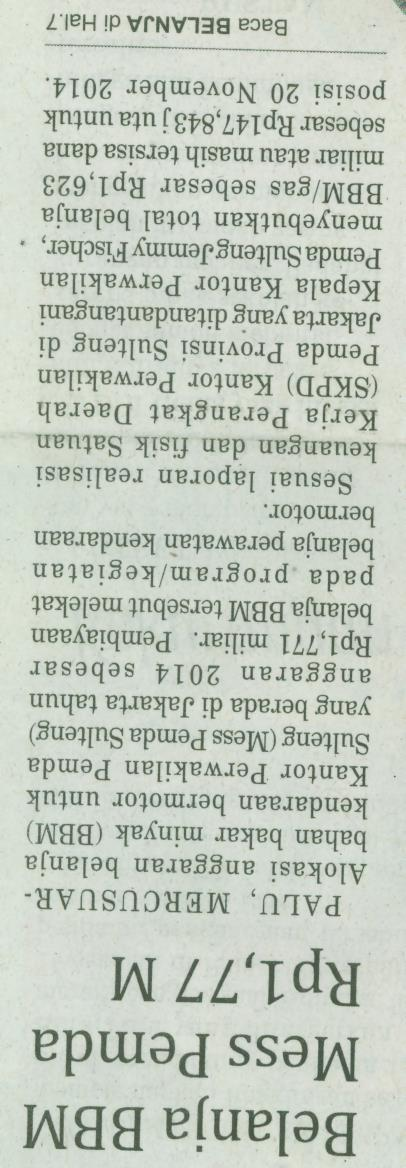 Belanja BBM
Mess Pemda
Rp1,77 M
PALU, MERCUSUAR-
Alokasi anggaran belanja
bahan bakar minyak (BBM)
kendaraan bermotor untuk
Kantor Perwakilan Pemda
Sulteng (Mess Pemda Sulteng)
yang berada di Jakarta tahun
anggaran 2014 sebesar
Rp1,771 miliar. Pembiayaan
belanja BBM tersebut melekat
pada program/kegiatan
belanja perawatan kendaraan
bermotor.
Sesuai laporan realisasi
keuangan dan fisik Satuan
Kerja Perangkat Daerah
(SKPD) Kantor Perwakilan
Pemda Provinsi Sulteng di
Jakarta yang ditandantangani
Kepala Kantor Perwakilan
Pemda Sulteng Jemmy Fischer,
menyebutkan total belanja
BBM/gas sebesar Rp1,623
miliar atau masih tersisa dana
sebesar Rp147,843 j uta untuk
posisi 20 November 2014.
Baca BELANJA di Hal.7